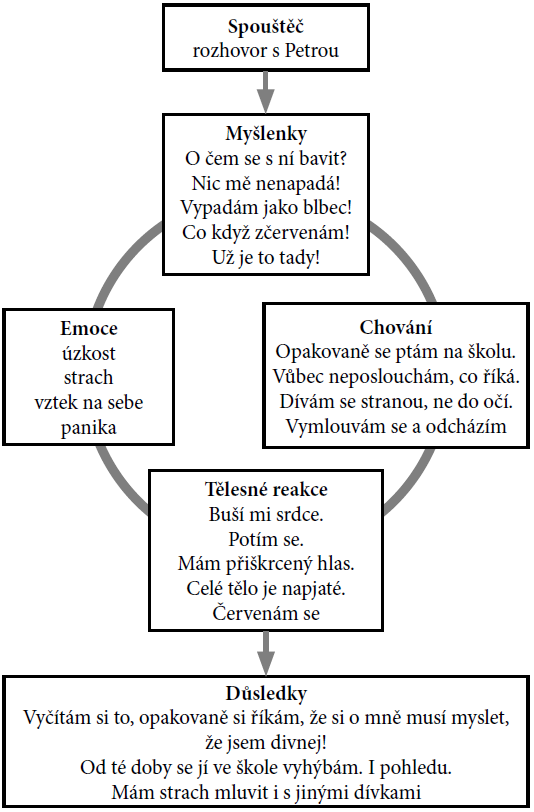 Spouštěč
rozhovor s Petrou
Myšlenky
O čem se s ní bavit?
Nic mě nenapadá!
Vypadám jako blbec!
Co když zčervenám!
Už je to tady!
Emoce
úzkost
strach
vztek na sebe
panika
Chování
Opakovaně se ptám na školu.
Vůbec neposlouchám, co říká.
Dívám se stranou, ne do očí.
Vymlouvám se a odcházím
Tělesné reakce
Buší mi srdce.
Potím se.
Mám přiškrcený hlas.
Celé tělo je napjaté.
Červenám se
Důsledky
Vyčítám si to, opakovaně si říkám, že si o mně musí myslet,
že jsem divnej!
Od té doby se jí ve škole vyhýbám. I pohledu.
Mám strach mluvit i s jinými dívkami